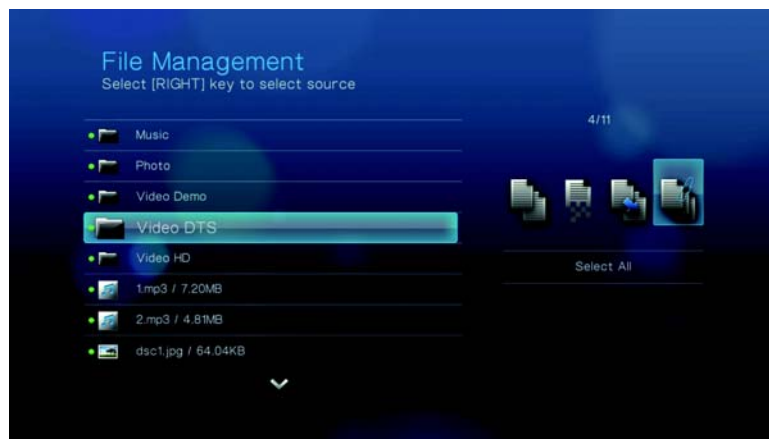 File Management
Select [RIGHT] key to select source
4/11
Music
Photo
Video Demo
Video DTS
Video HD
Select All
1.mp3 / 7.20MB
2.mp3 / 4.81MB
dsc1.jpg / 64.04KB